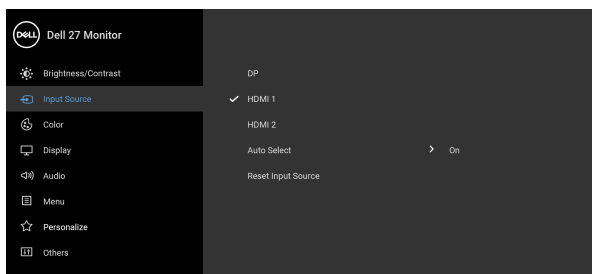 DELL Dell 27 Monitor
Brightness/Contrast DP
Input Source HDMI 1
Color HDMI 2
Display Auto Select On
Audio Reset Input Source
Menu
Personalize
Others